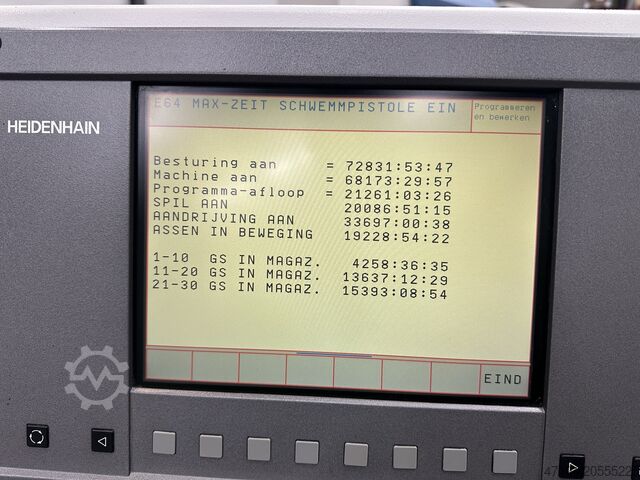 E64 MAX-ZEIT SCHWEMMPISTOLE EIN
Programmeren
en bewerken
HEIDENHAIN
Besturing aan = 72831:53:47
Machine aan = 68173:29:57
Programma-afloop = 21261:03:26
SPIL AAN 20086:51:15
AANDRIJVING AAN 33697:00:38
ASSEN IN BEWEGING 19228:54:22
1-10 GS IN MAGAZ. 4258:36:35
11-20 GS IN MAGAZ. 13637:12:29
21-30 GS IN MAGAZ. 15393:08:54
EIND